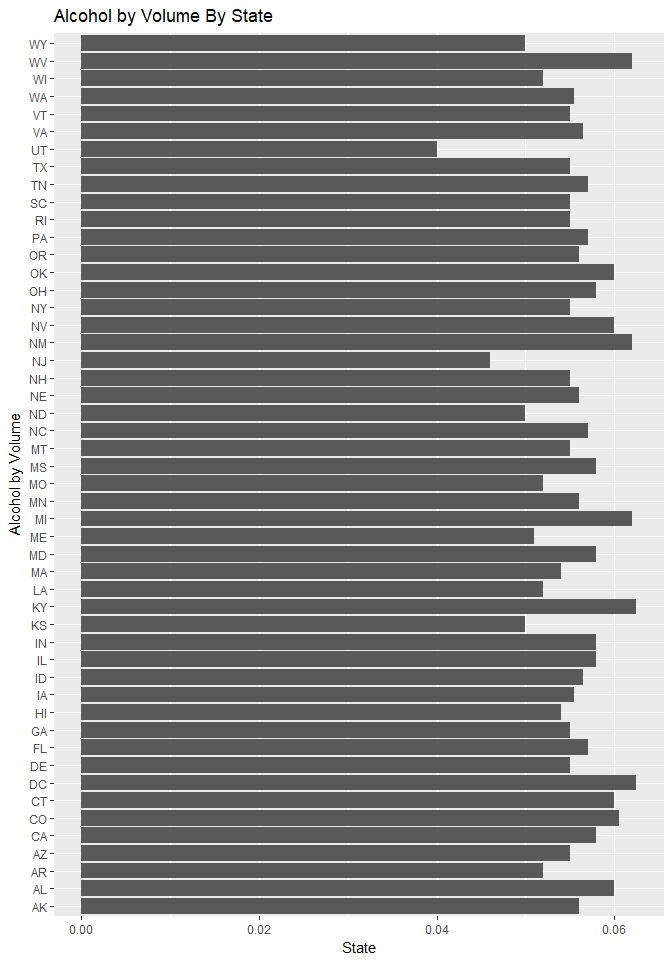 Alcohol by Volume By State
WY
WV
WI
WA
VT
VA
UT
TX
TN
SC
RI
PA
OR
OK
OH
NY
NV
NM
NJ
NH
NE
ND
NC
MT
MS
MO
MN
MI
ME
MD
MA
LA
KY
KS
IN
IL
ID
IA
HI
GA
FL
DE
DC
CT
CO
CA
AZ
AR
AL
AK
Alcohol by Volume
0.00 0.02 0.04 0.06
State